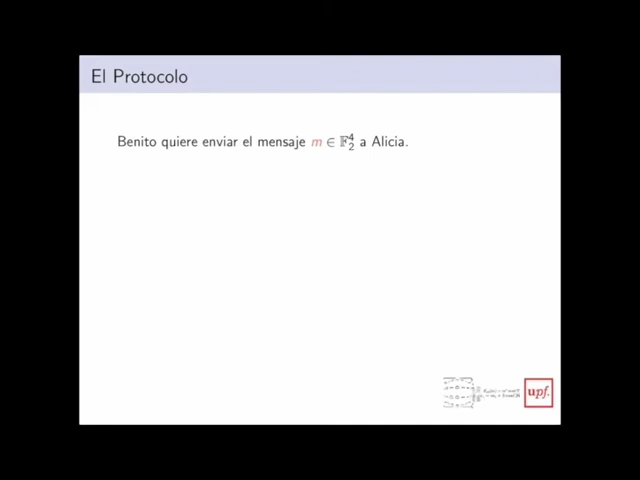 El Protocolo
Benito quiere enviar el mensaje m ∈ 𝔽₂⁴ a Alicia.
upf.